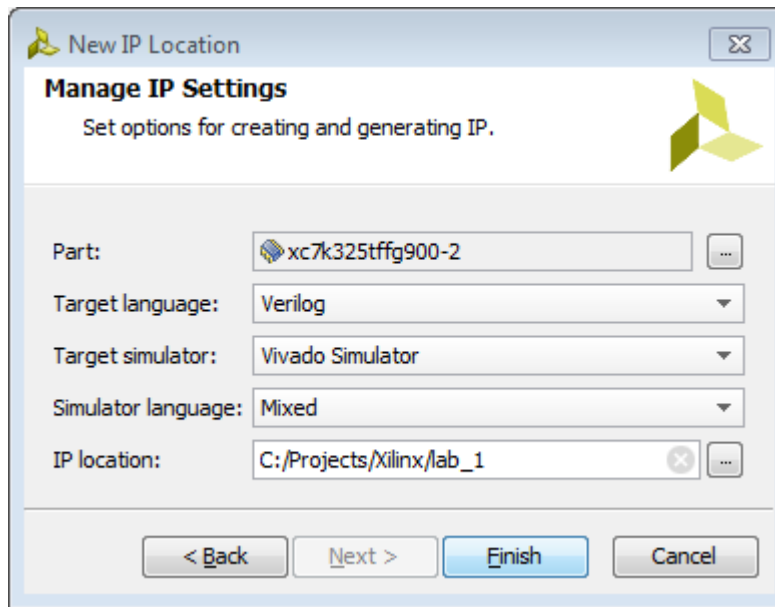 New IP Location
Manage IP Settings
Set options for creating and generating IP.
Part: xc7k325tffg900-2 ...
Target language: Verilog
Target simulator: Vivado Simulator
Simulator language: Mixed
IP location: C:/Projects/Xilinx/lab_1 ...
< Back Next > Finish Cancel